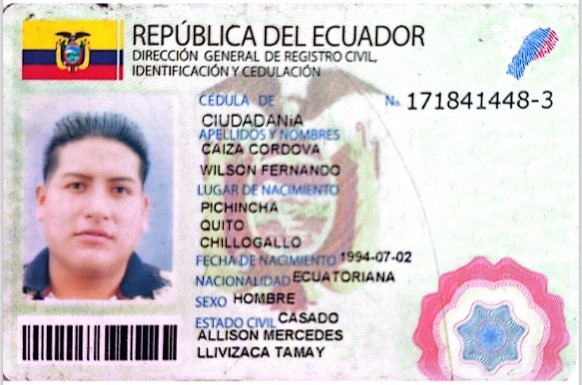 REPÚBLICA DEL ECUADOR
DIRECCIÓN GENERAL DE REGISTRO CIVIL,
IDENTIFICACIÓN Y CEDULACIÓN
CÉDULA DE No. 171841448-3
CIUDADANíA
APELLIDOS Y NOMBRES
CAIZA CORDOVA
WILSON FERNANDO
LUGAR DE NACIMIENTO
PICHINCHA
QUITO
CHILLOGALLO
FECHA DE NACIMIENTO 1994-07-02
NACIONALIDAD ECUATORIANA
SEXO HOMBRE
ESTADO CIVIL CASADO
ALLISON MERCEDES
LLIVIZACA TAMAY